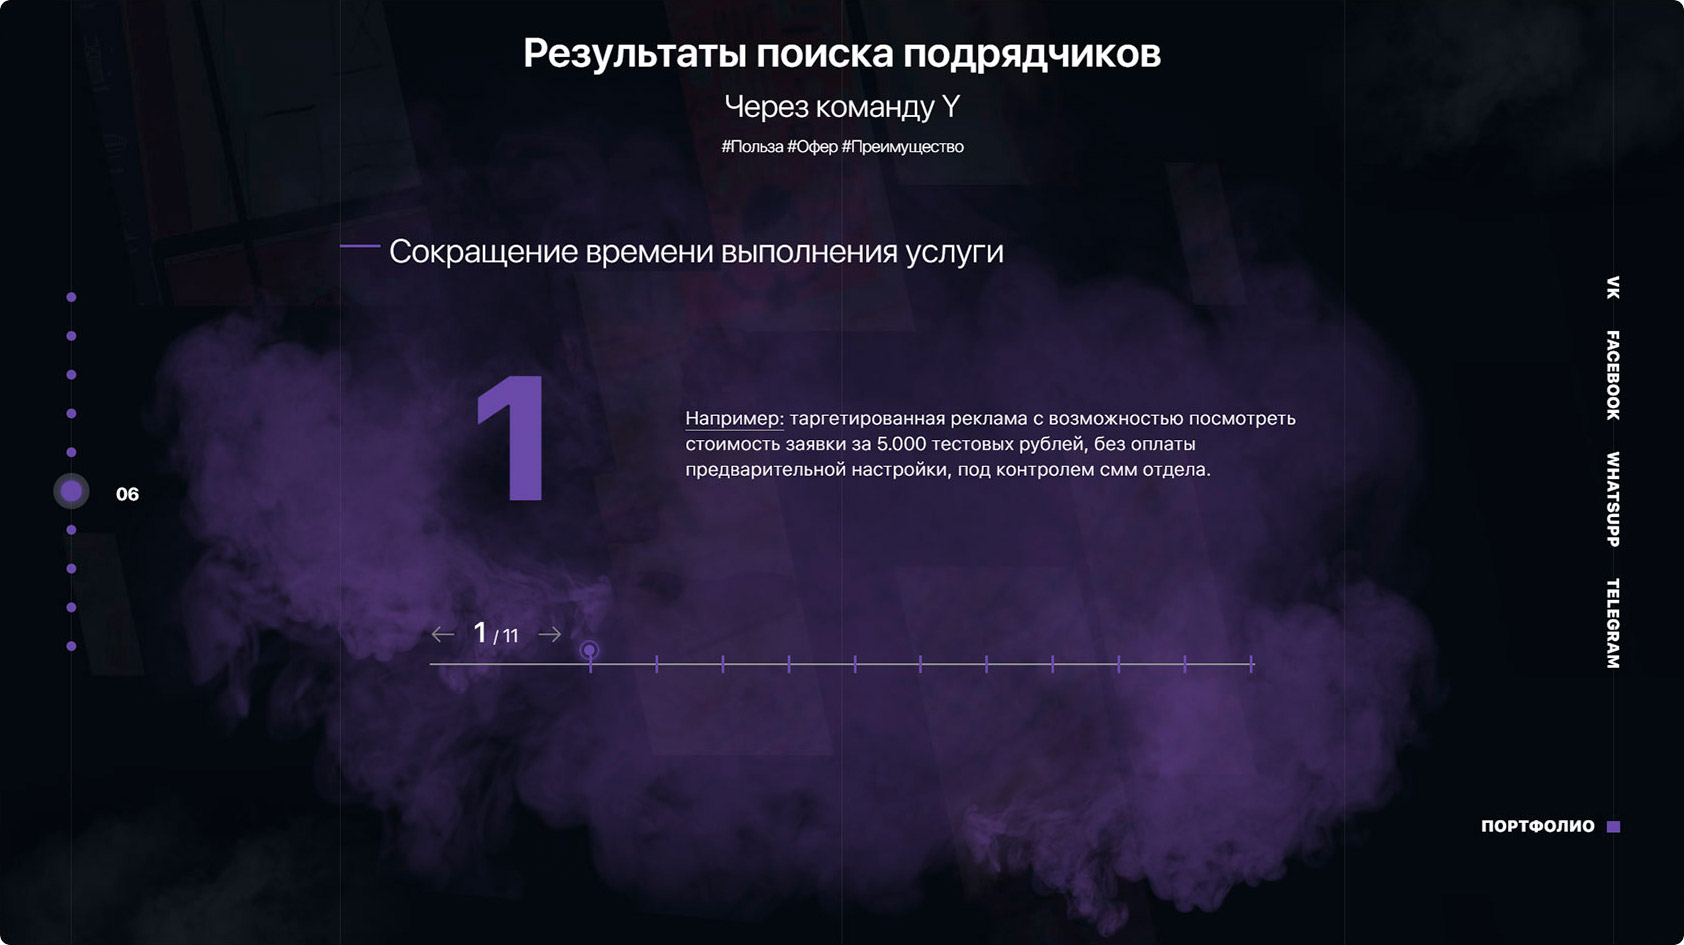 Результаты поиска подрядчиков
Через команду Y
#Польза #Офер #Преимущество
Сокращение времени выполнения услуги
1
Например: таргетированная реклама с возможностью посмотреть
стоимость заявки за 5.000 тестовых рублей, без оплаты
предварительной настройки, под контролем смм отдела.
06
1 / 11
VK
FACEBOOK
WHATSUPP
TELEGRAM
ПОРТФОЛИО